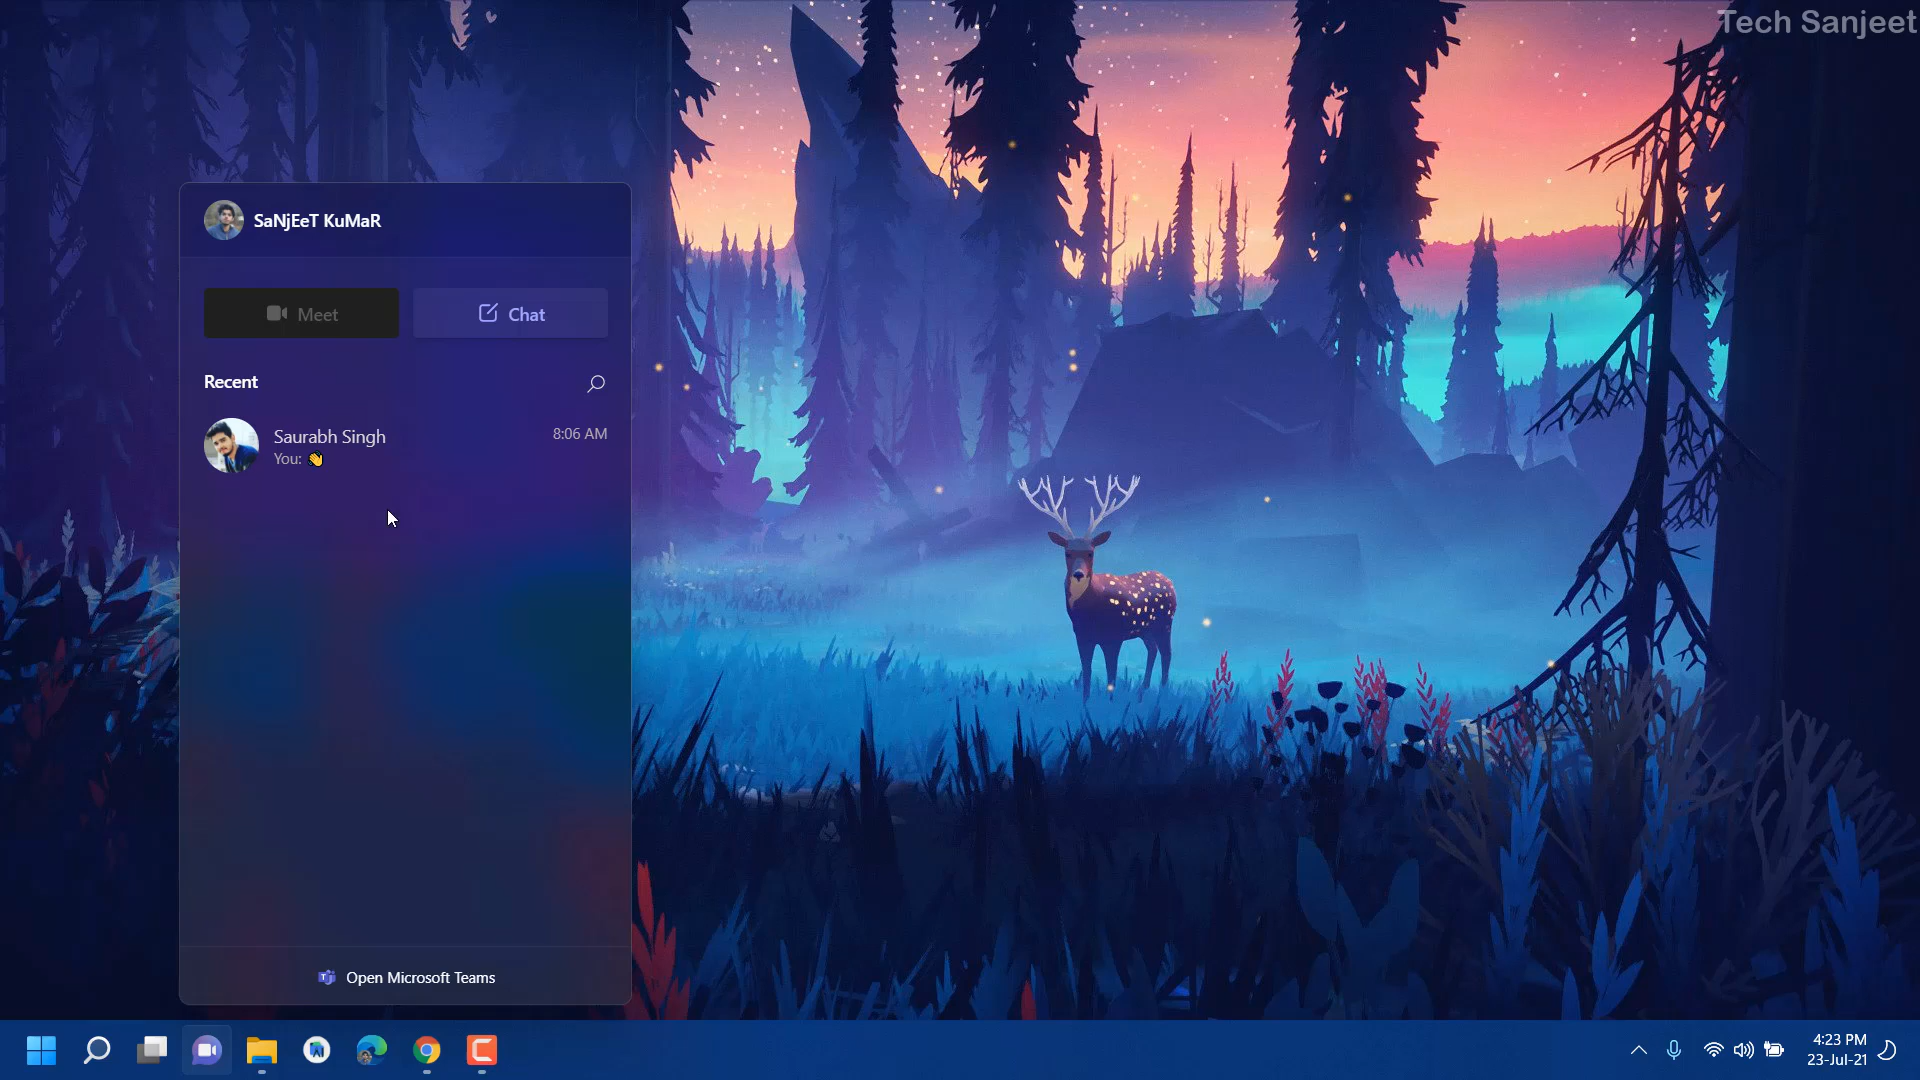 Tech Sanjeet
SaNjEeT KuMaR
Meet
Chat
Recent
Saurabh Singh
8:06 AM
You: 👋
Open Microsoft Teams
4:23 PM
23-Jul-21